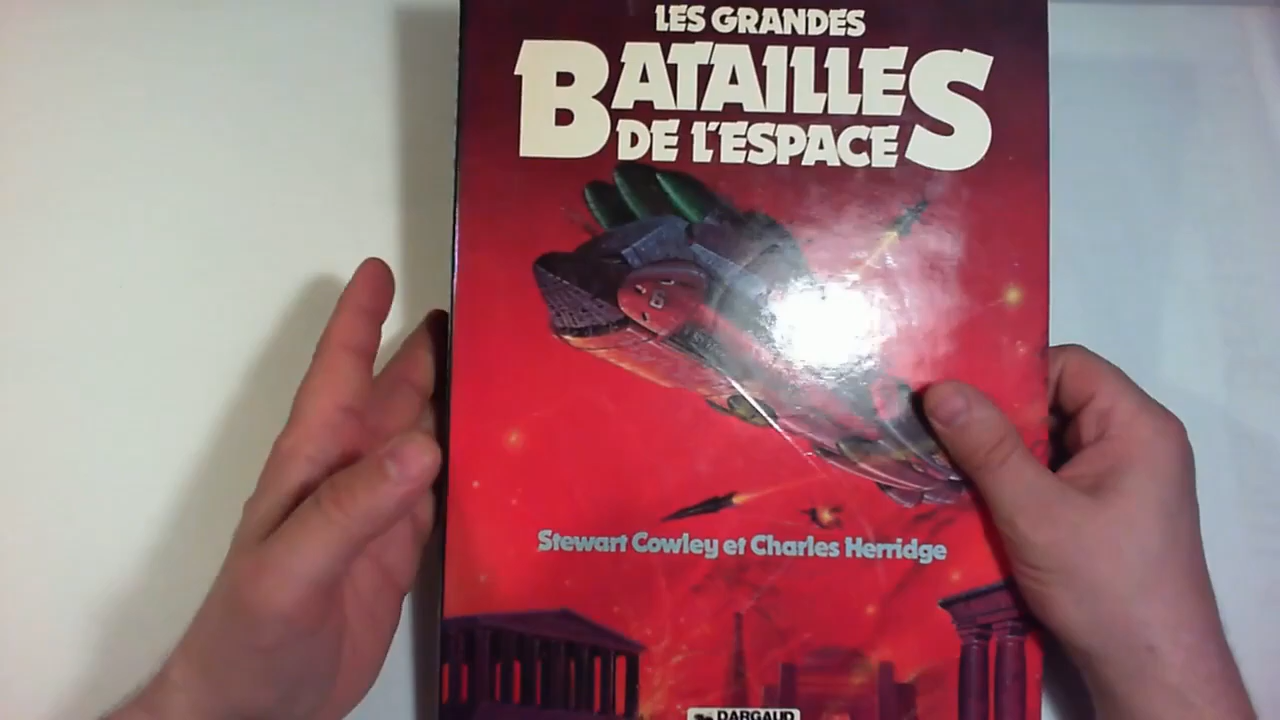 LES GRANDES
BATAILLES
DE L'ESPACE
Stewart Cowley et Charles Herridge
DARGAUD